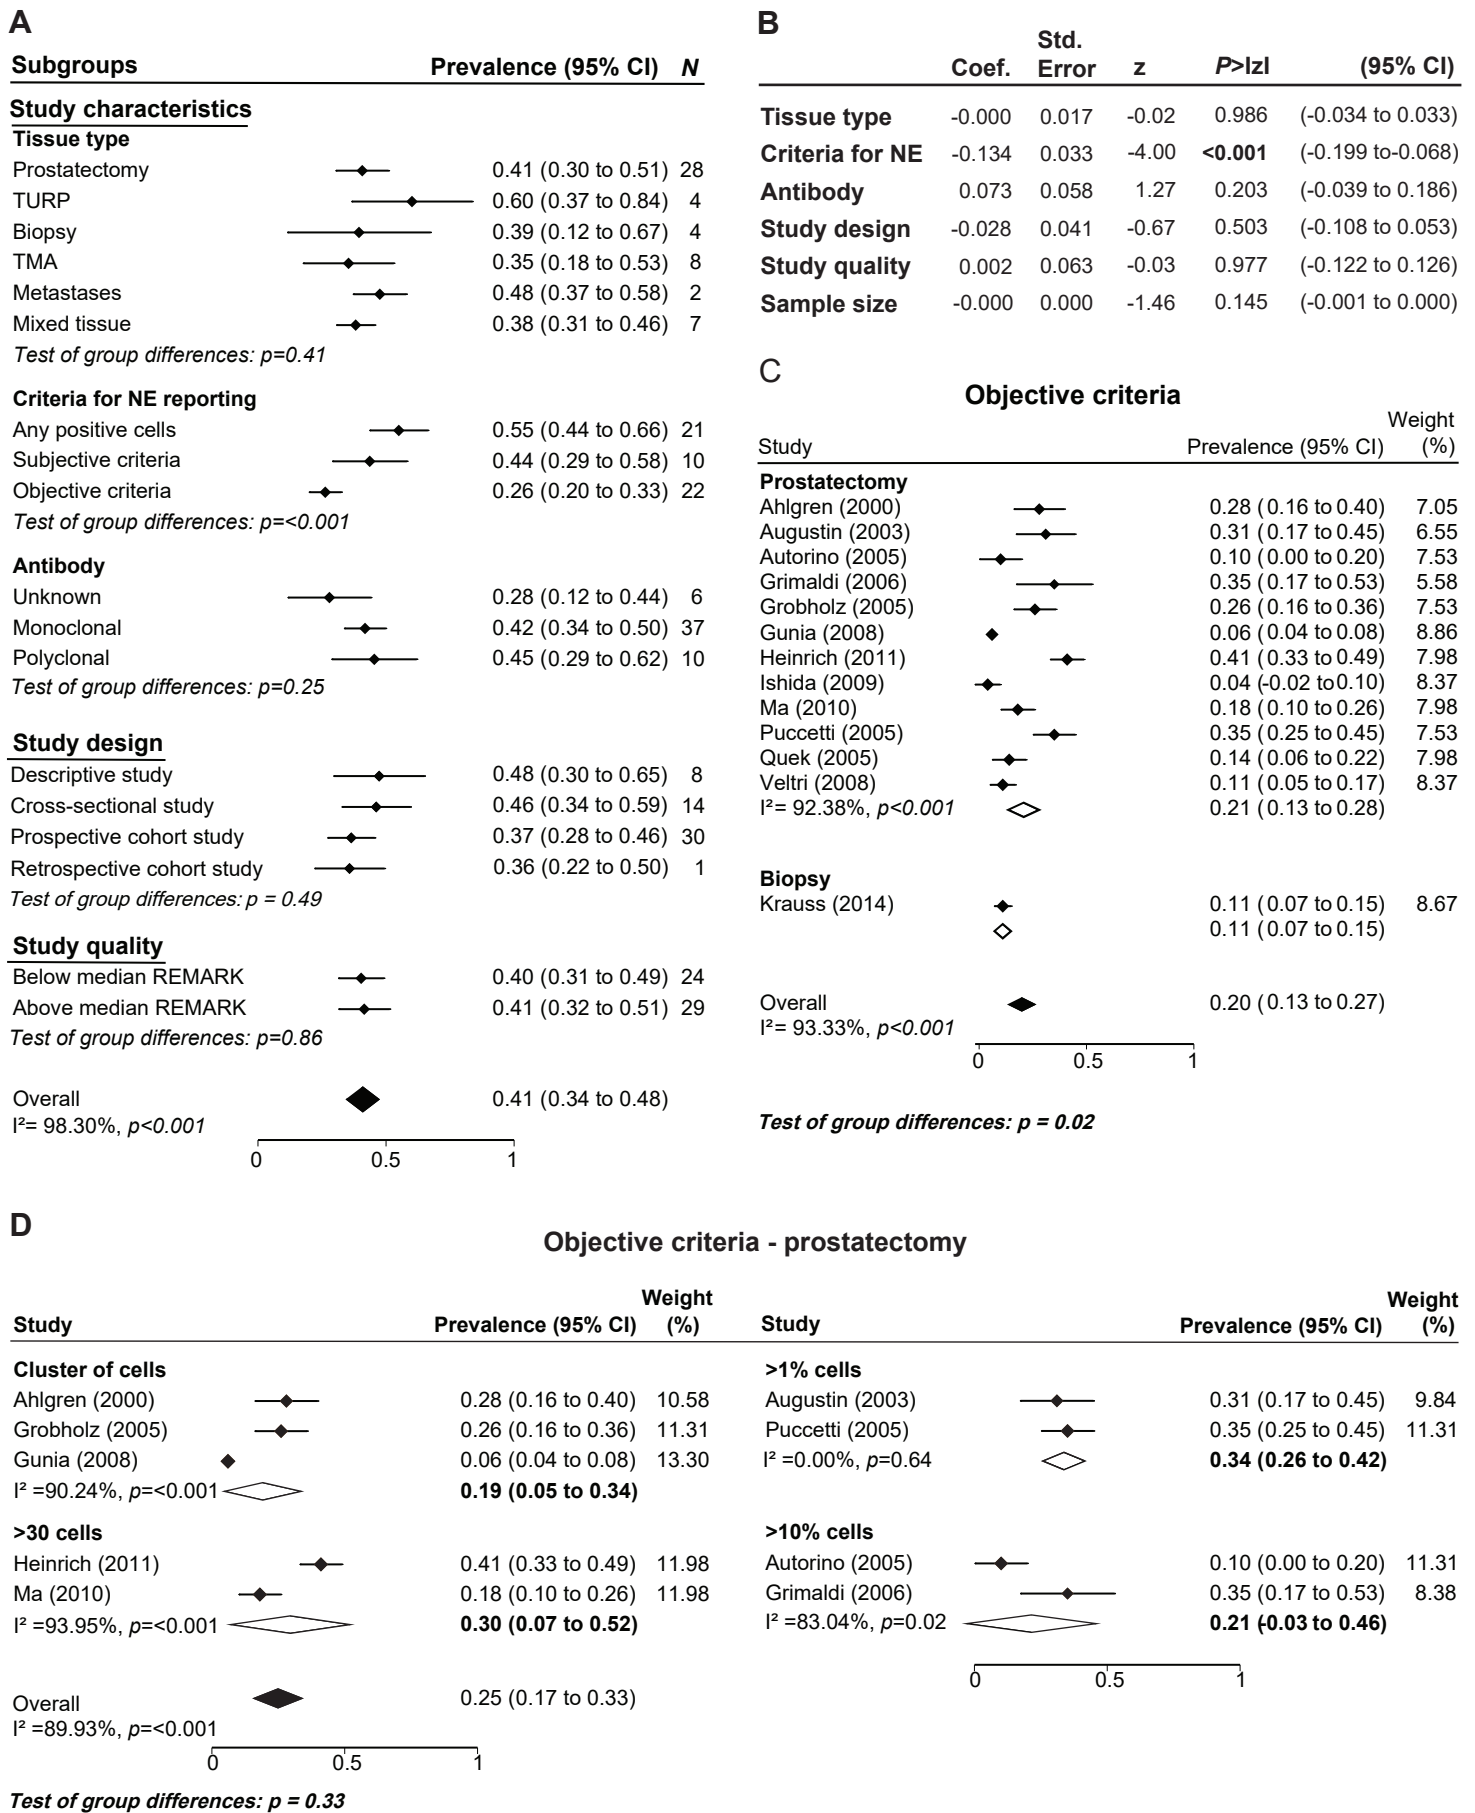 A
Subgroups Prevalence (95% CI) N
Study characteristics
Tissue type
Prostatectomy 0.41 (0.30 to 0.51) 28
TURP 0.60 (0.37 to 0.84) 4
Biopsy 0.39 (0.12 to 0.67) 4
TMA 0.35 (0.18 to 0.53) 8
Metastases 0.48 (0.37 to 0.58) 2
Mixed tissue 0.38 (0.31 to 0.46) 7
Test of group differences: p=0.41
Criteria for NE reporting
Any positive cells 0.55 (0.44 to 0.66) 21
Subjective criteria 0.44 (0.29 to 0.58) 10
Objective criteria 0.26 (0.20 to 0.33) 22
Test of group differences: p=<0.001
Antibody
Unknown 0.28 (0.12 to 0.44) 6
Monoclonal 0.42 (0.34 to 0.50) 37
Polyclonal 0.45 (0.29 to 0.62) 10
Test of group differences: p=0.25
Study design
Descriptive study 0.48 (0.30 to 0.65) 8
Cross-sectional study 0.46 (0.34 to 0.59) 14
Prospective cohort study 0.37 (0.28 to 0.46) 30
Retrospective cohort study 0.36 (0.22 to 0.50) 1
Test of group differences: p = 0.49
Study quality
Below median REMARK 0.40 (0.31 to 0.49) 24
Above median REMARK 0.41 (0.32 to 0.51) 29
Test of group differences: p=0.86
Overall 0.41 (0.34 to 0.48)
I²= 98.30%, p<0.001
0 0.5 1
B
Std.
Coef. Error z P>IzI (95% CI)
Tissue type -0.000 0.017 -0.02 0.986 (-0.034 to 0.033)
Criteria for NE -0.134 0.033 -4.00 <0.001 (-0.199 to-0.068)
Antibody 0.073 0.058 1.27 0.203 (-0.039 to 0.186)
Study design -0.028 0.041 -0.67 0.503 (-0.108 to 0.053)
Study quality 0.002 0.063 -0.03 0.977 (-0.122 to 0.126)
Sample size -0.000 0.000 -1.46 0.145 (-0.001 to 0.000)
C
Objective criteria
Weight
Study Prevalence (95% CI) (%)
Prostatectomy
Ahlgren (2000) 0.28 (0.16 to 0.40) 7.05
Augustin (2003) 0.31 (0.17 to 0.45) 6.55
Autorino (2005) 0.10 (0.00 to 0.20) 7.53
Grimaldi (2006) 0.35 (0.17 to 0.53) 5.58
Grobholz (2005) 0.26 (0.16 to 0.36) 7.53
Gunia (2008) 0.06 (0.04 to 0.08) 8.86
Heinrich (2011) 0.41 (0.33 to 0.49) 7.98
Ishida (2009) 0.04 (-0.02 to 0.10) 8.37
Ma (2010) 0.18 (0.10 to 0.26) 7.98
Puccetti (2005) 0.35 (0.25 to 0.45) 7.53
Quek (2005) 0.14 (0.06 to 0.22) 7.98
Veltri (2008) 0.11 (0.05 to 0.17) 8.37
I²= 92.38%, p<0.001 0.21 (0.13 to 0.28)
Biopsy
Krauss (2014) 0.11 (0.07 to 0.15) 8.67
0.11 (0.07 to 0.15)
Overall 0.20 (0.13 to 0.27)
I²= 93.33%, p<0.001
0 0.5 1
Test of group differences: p = 0.02
D
Objective criteria - prostatectomy
Weight
Study Prevalence (95% CI) (%)
Cluster of cells
Ahlgren (2000) 0.28 (0.16 to 0.40) 10.58
Grobholz (2005) 0.26 (0.16 to 0.36) 11.31
Gunia (2008) 0.06 (0.04 to 0.08) 13.30
I² =90.24%, p=<0.001 0.19 (0.05 to 0.34)
>30 cells
Heinrich (2011) 0.41 (0.33 to 0.49) 11.98
Ma (2010) 0.18 (0.10 to 0.26) 11.98
I² =93.95%, p=<0.001 0.30 (0.07 to 0.52)
Overall 0.25 (0.17 to 0.33)
I² =89.93%, p=<0.001
0 0.5 1
Test of group differences: p = 0.33
Weight
Study Prevalence (95% CI) (%)
>1% cells
Augustin (2003) 0.31 (0.17 to 0.45) 9.84
Puccetti (2005) 0.35 (0.25 to 0.45) 11.31
I² =0.00%, p=0.64 0.34 (0.26 to 0.42)
>10% cells
Autorino (2005) 0.10 (0.00 to 0.20) 11.31
Grimaldi (2006) 0.35 (0.17 to 0.53) 8.38
I² =83.04%, p=0.02 0.21 (-0.03 to 0.46)
0 0.5 1